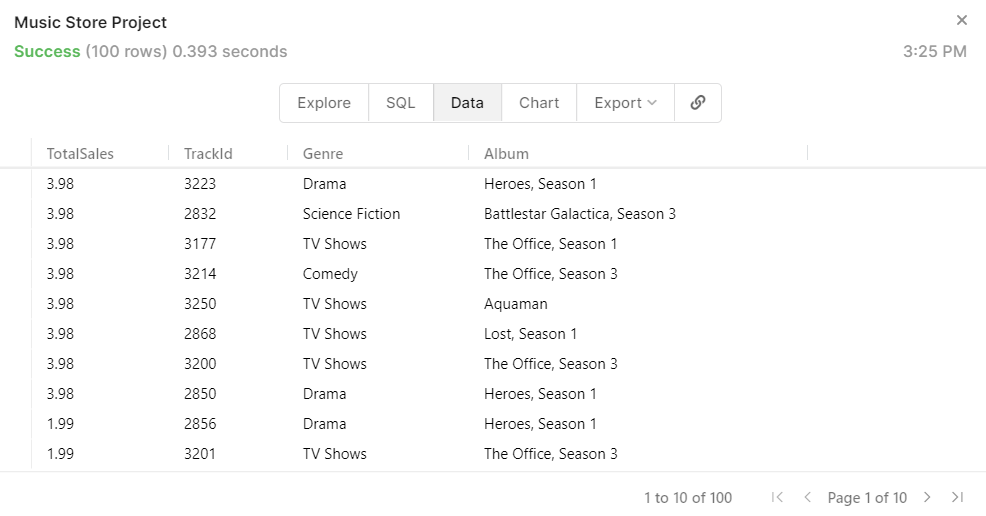 Music Store Project
Success (100 rows) 0.393 seconds 3:25 PM
Explore SQL Data Chart Export
TotalSales TrackId Genre Album
3.98 3223 Drama Heroes, Season 1
3.98 2832 Science Fiction Battlestar Galactica, Season 3
3.98 3177 TV Shows The Office, Season 1
3.98 3214 Comedy The Office, Season 3
3.98 3250 TV Shows Aquaman
3.98 2868 TV Shows Lost, Season 1
3.98 3200 TV Shows The Office, Season 3
3.98 2850 Drama Heroes, Season 1
1.99 2856 Drama Heroes, Season 1
1.99 3201 TV Shows The Office, Season 3
1 to 10 of 100 Page 1 of 10